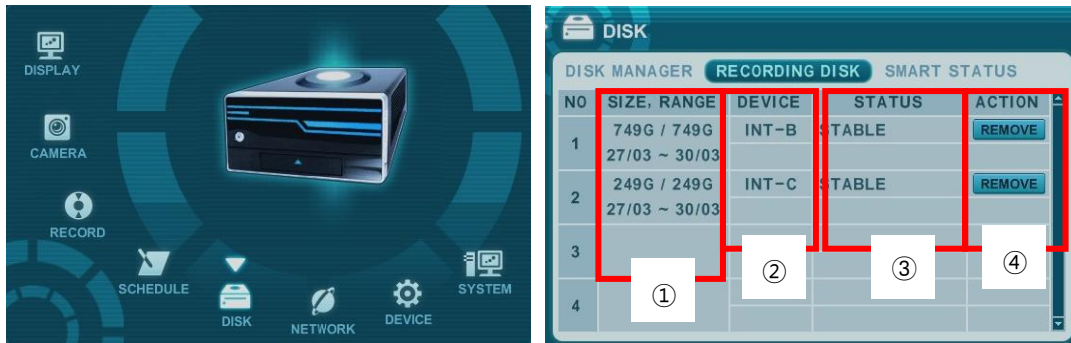 DISPLAY
CAMERA
RECORD
SCHEDULE
DISK
NETWORK
DEVICE
SYSTEM
DISK
DISK MANAGER RECORDING DISK SMART STATUS
NO SIZE, RANGE DEVICE STATUS ACTION
1 749G / 749G INT-B STABLE REMOVE
27/03 ~ 30/03
2 249G / 249G INT-C STABLE REMOVE
27/03 ~ 30/03
3
4
① ② ③ ④